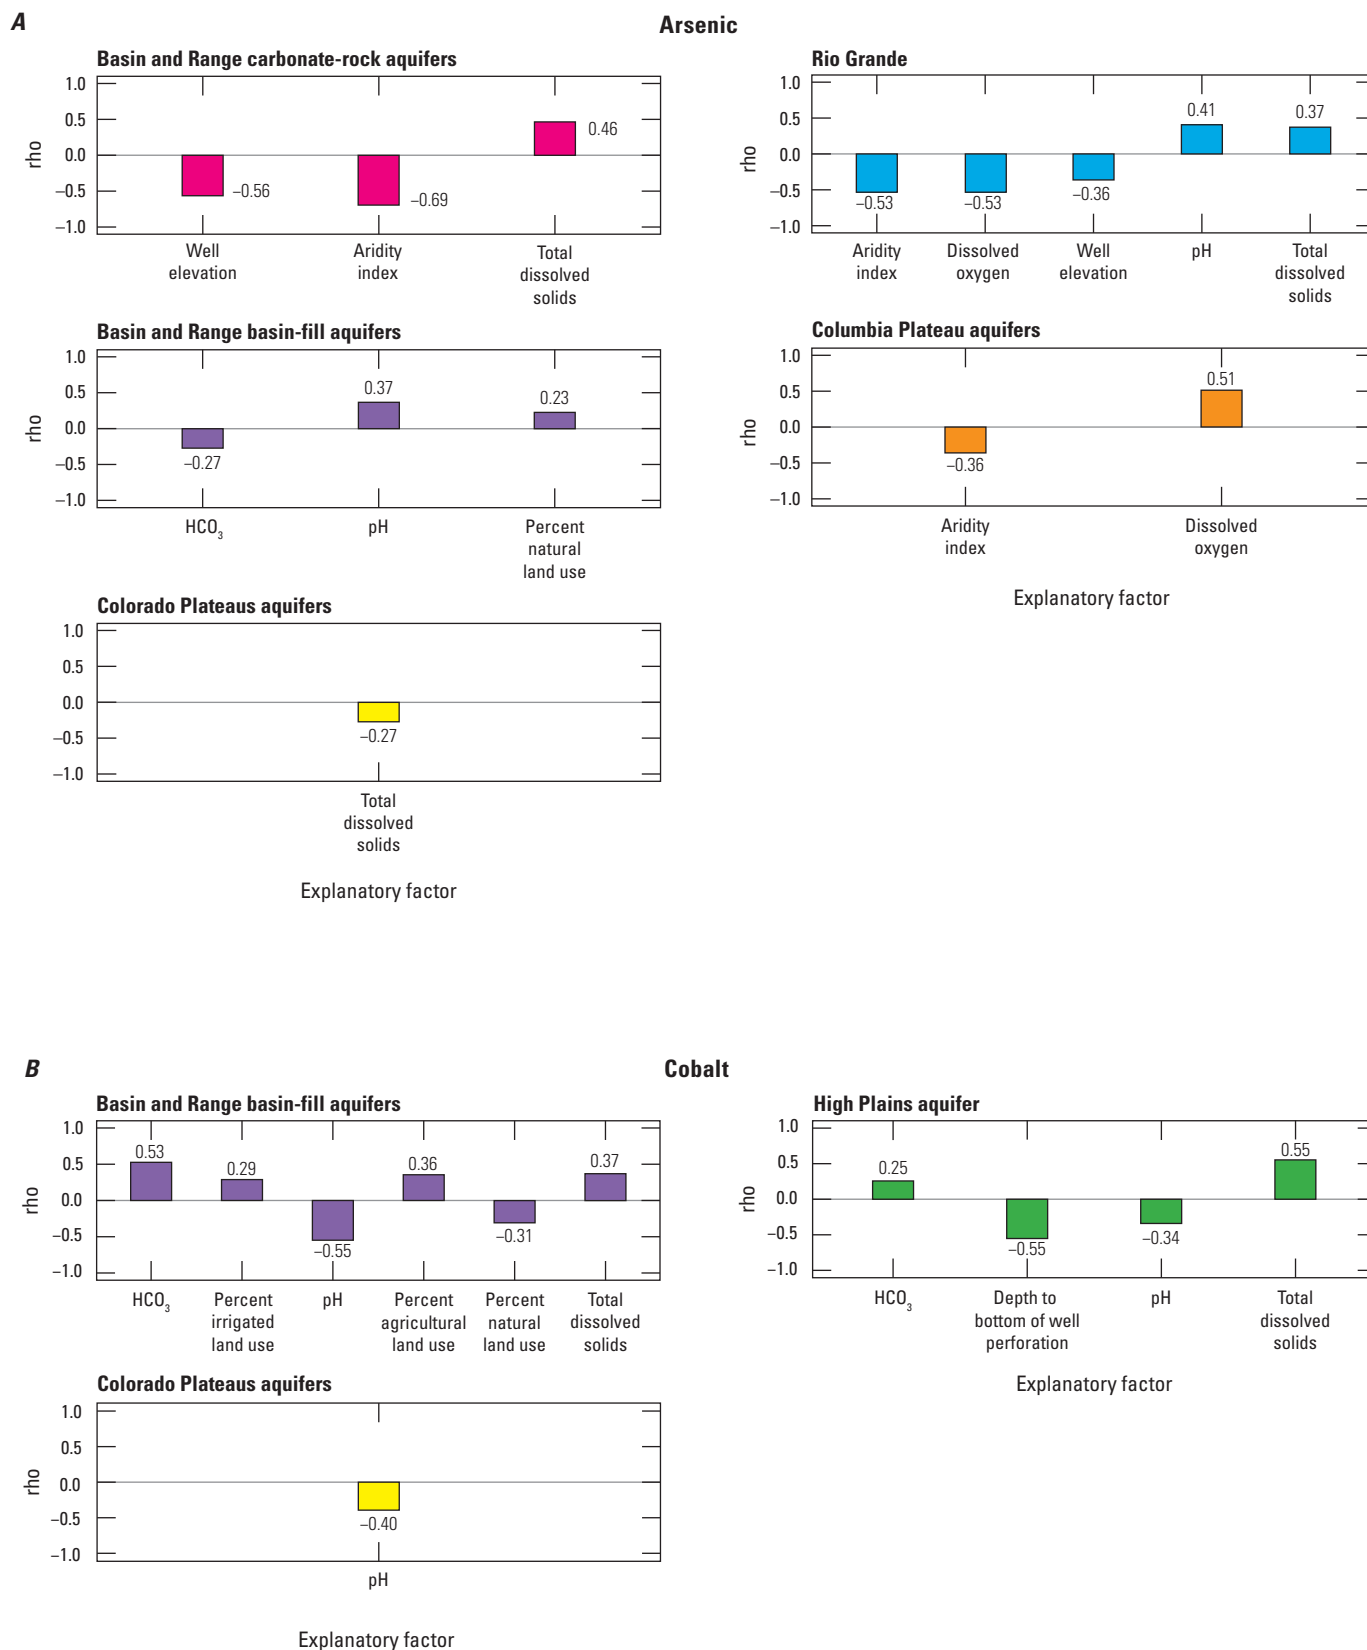 A
Arsenic
Basin and Range carbonate-rock aquifers
1.0
0.5
0.0
−0.5
−1.0
rho
−0.56
−0.69
0.46
Well
elevation
Aridity
index
Total
dissolved
solids
Rio Grande
1.0
0.5
0.0
−0.5
−1.0
rho
−0.53
−0.53
−0.36
0.41
0.37
Aridity
index
Dissolved
oxygen
Well
elevation
pH
Total
dissolved
solids
Basin and Range basin-fill aquifers
1.0
0.5
0.0
−0.5
−1.0
rho
−0.27
0.37
0.23
HCO₃
pH
Percent
natural
land use
Columbia Plateau aquifers
1.0
0.5
0.0
−0.5
−1.0
rho
−0.36
0.51
Aridity
index
Dissolved
oxygen
Explanatory factor
Colorado Plateaus aquifers
1.0
0.5
0.0
−0.5
−1.0
rho
−0.27
Total
dissolved
solids
Explanatory factor
B
Cobalt
Basin and Range basin-fill aquifers
1.0
0.5
0.0
−0.5
−1.0
rho
0.53
0.29
−0.55
0.36
−0.31
0.37
HCO₃
Percent
irrigated
land use
pH
Percent
agricultural
land use
Percent
natural
land use
Total
dissolved
solids
High Plains aquifer
1.0
0.5
0.0
−0.5
−1.0
rho
0.25
−0.55
−0.34
0.55
HCO₃
Depth to
bottom of well
perforation
pH
Total
dissolved
solids
Explanatory factor
Colorado Plateaus aquifers
1.0
0.5
0.0
−0.5
−1.0
rho
−0.40
pH
Explanatory factor